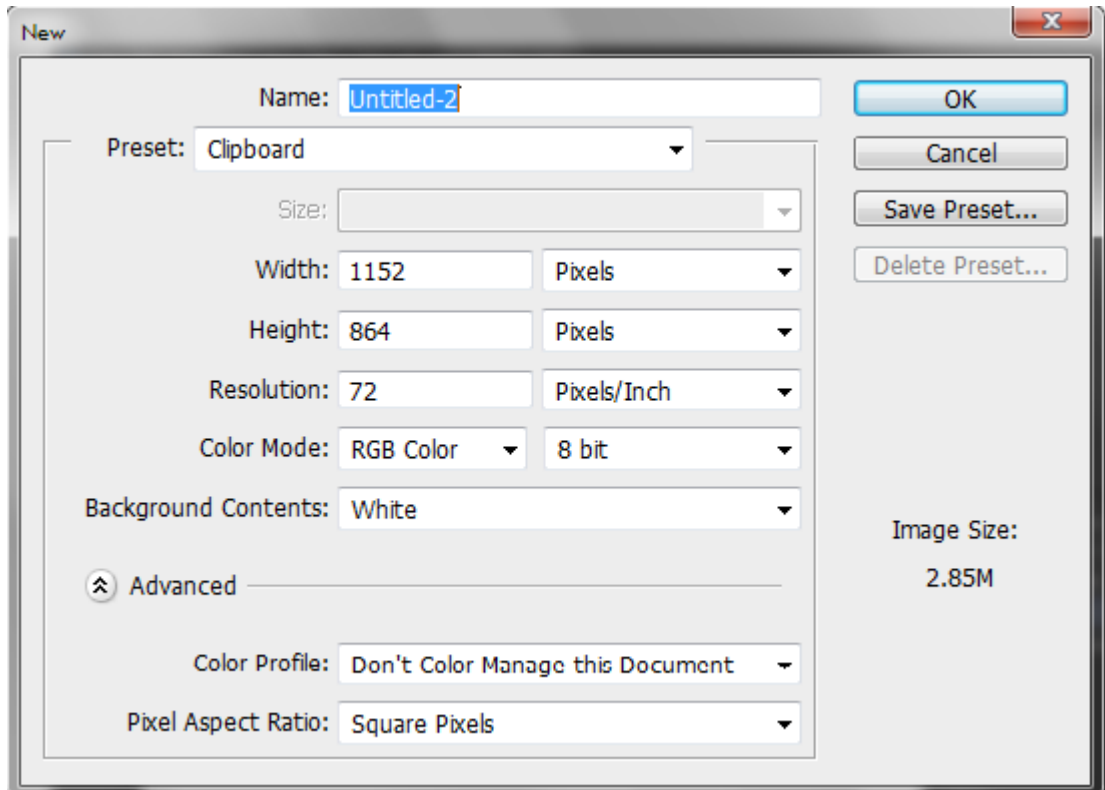 New
Name: Untitled-2 OK
Preset: Clipboard Cancel
Size: Save Preset...
Width: 1152 Pixels Delete Preset...
Height: 864 Pixels
Resolution: 72 Pixels/Inch
Color Mode: RGB Color 8 bit
Background Contents: White
Image Size:
2.85M
Advanced
Color Profile: Don't Color Manage this Document
Pixel Aspect Ratio: Square Pixels